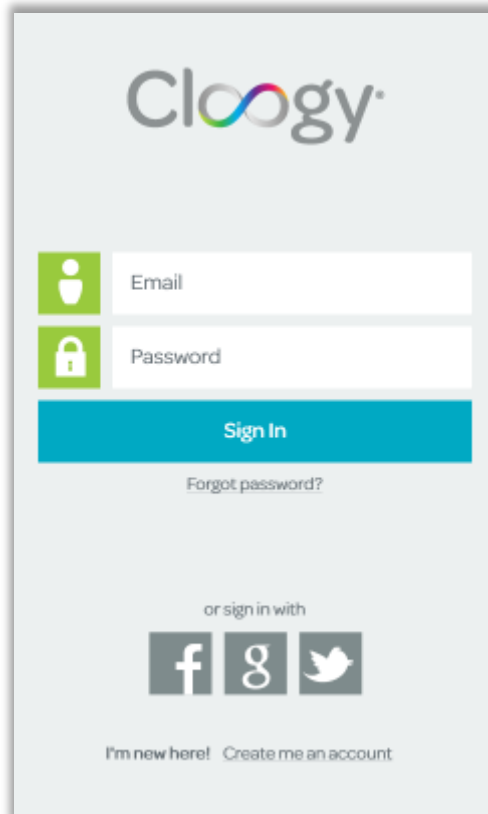 Cloogy
Email
Password
Sign In
Forgot password?
or sign in with
f g
I'm new here! Create me an account